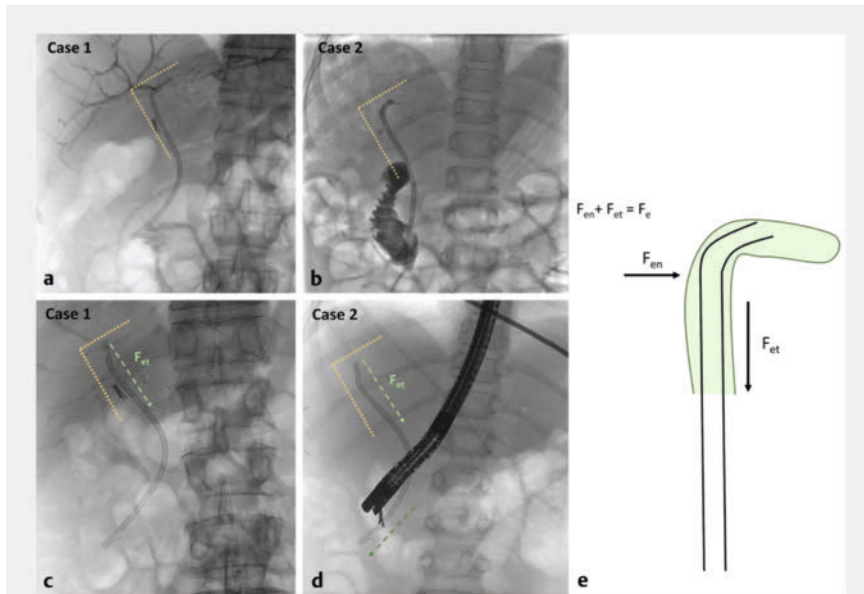 Case 1
a
Case 2
b
Case 1
Fet
c
Case 2
Fet
d
Fen + Fet = Fe
Fen
Fet
e